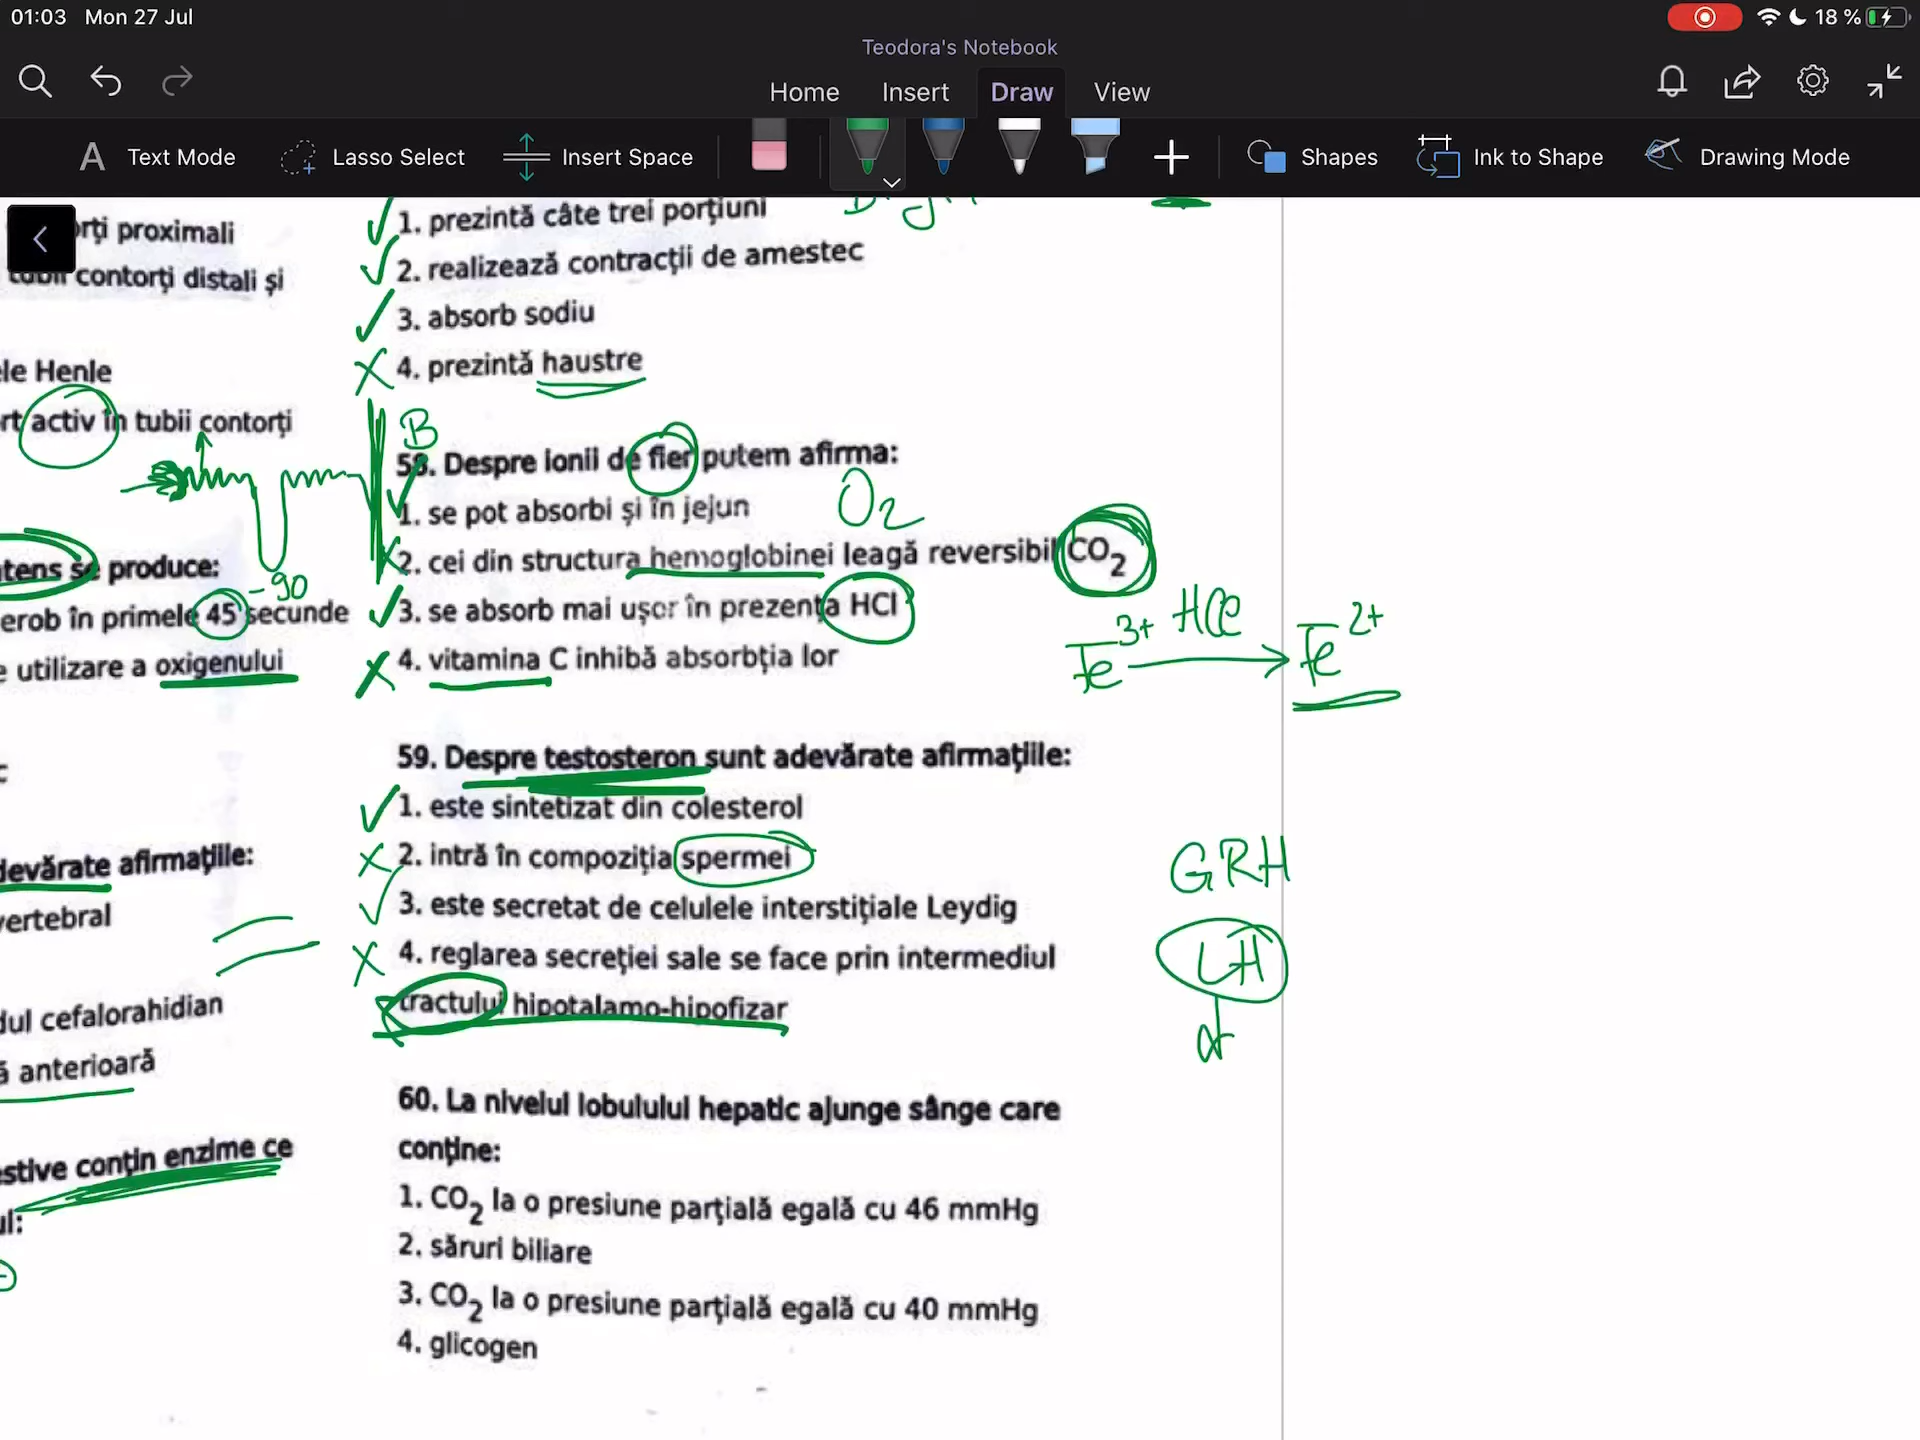 01:03 Mon 27 Jul
18 %
Teodora's Notebook
Home Insert Draw View
Text Mode Lasso Select Insert Space Shapes Ink to Shape Drawing Mode
rți proximali
tubii contorți distali și
le Henle
rt activ în tubii contorți
-90
tens se produce:
erob în primele 45 secunde
e utilizare a oxigenului
c
devărate afirmațiile:
vertebral
dul cefalorahidian
ă anterioară
stive conțin enzime ce
ul:
1. prezintă câte trei porțiuni
2. realizează contracții de amestec
3. absorb sodiu
4. prezintă haustre
B
58. Despre ionii de fier putem afirma:
1. se pot absorbi și în jejun
O2
2. cei din structura hemoglobinei leagă reversibil CO2
3. se absorb mai ușor în prezența HCl
Fe3+ HCl Fe2+
4. vitamina C inhibă absorbția lor
59. Despre testosteron sunt adevărate afirmațiile:
1. este sintetizat din colesterol
2. intră în compoziția spermei
3. este secretat de celulele interstițiale Leydig
4. reglarea secreției sale se face prin intermediul
tractului hipotalamo-hipofizar
GRH
LH
60. La nivelul lobulului hepatic ajunge sânge care
conține:
1. CO2 la o presiune parțială egală cu 46 mmHg
2. săruri biliare
3. CO2 la o presiune parțială egală cu 40 mmHg
4. glicogen